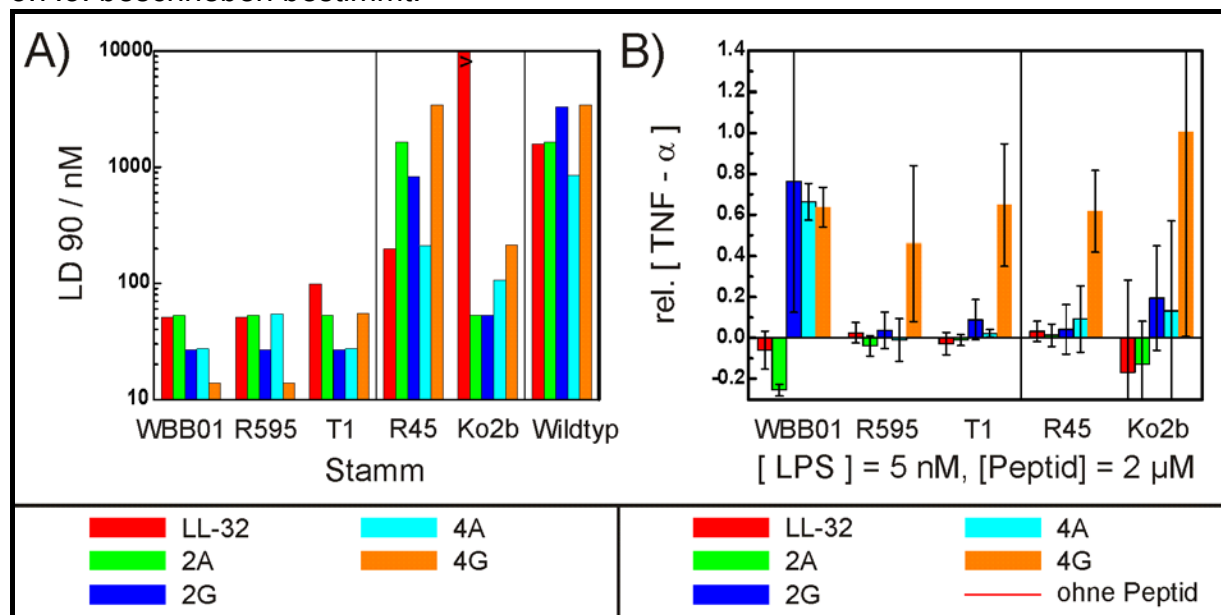 beschrieben bestimmt.
A)
10000
1000
100
10
LD 90 / nM
>
WBB01 R595 T1 R45 Ko2b Wildtyp
Stamm
B)
1.4
1.2
1.0
0.8
0.6
0.4
0.2
0.0
-0.2
rel. [ TNF - α ]
WBB01 R595 T1 R45 Ko2b
[ LPS ] = 5 nM, [Peptid] = 2 µM
LL-32
2A
2G
4A
4G
LL-32
2A
2G
4A
4G
ohne Peptid